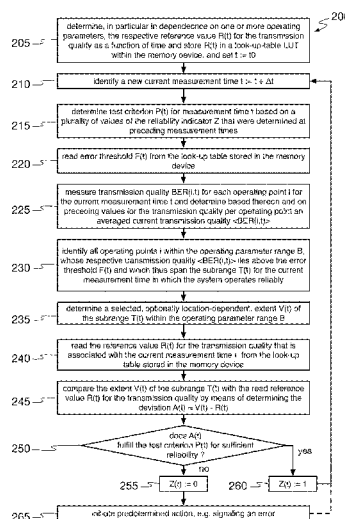 200
205
determine, in particular in dependence on one or more operating
parameters, the respective reference value R(t) for the transmission
quality as a function of time and store R(t) in a look-up-table LUT
within the memory device, and set t := t0
210
identify a new current measurement time t := t + Δt
215
determine test criterion P(t) for measurement time t based on a
plurality of values of the reliability indicator Z that were determined at
preceding measurement times
220
read error threshold F(t) from the look-up table stored in the memory
device
225
measure transmission quality BER(i,t) for each operating point i for
the current measurement time t and determine based thereon and on
preceding values for the transmission quality per operating point an
averaged current transmission quality <BER(i,t)>
230
identify all operating points i within the operating parameter range B,
whose respective transmission quality <BER(i,t)> lies above the error
threshold F(t) and which thus span the subrange T(t) for the current
measurement time in which the system operates reliably
235
determine a selected, optionally location-dependent, extent V(t) of
the subrange T(t) within the operating parameter range B
240
read the reference value R(t) for the transmission quality that is
associated with the current measurement time t from the look-up
table stored in the memory device
245
compare the extent V(t) of the subrange T(t) with the read reference
value R(t) for the transmission quality by means of determining the
deviation A(t) = V(t) - R(t)
250
does A(t)
fulfill the test criterion P(t) for sufficient
reliability ?
yes
no
255
Z(t) := 0
260
Z(t) := 1
265
initiate predetermined action, e.g. signaling an error